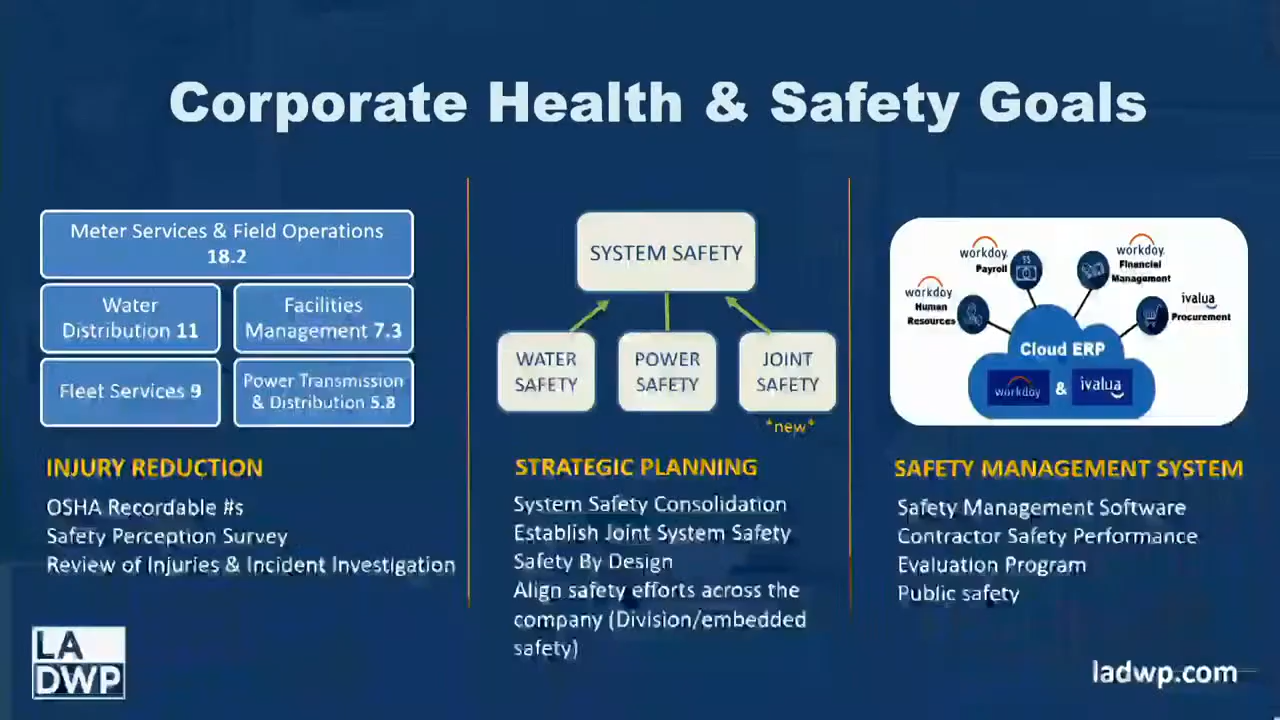 Corporate Health & Safety Goals
Meter Services & Field Operations
18.2
Water
Distribution 11
Facilities
Management 7.3
Fleet Services 9
Power Transmission
& Distribution 5.8
INJURY REDUCTION
OSHA Recordable #s
Safety Perception Survey
Review of Injuries & Incident Investigation
SYSTEM SAFETY
WATER
SAFETY
POWER
SAFETY
JOINT
SAFETY
*new*
STRATEGIC PLANNING
System Safety Consolidation
Establish Joint System Safety
Safety By Design
Align safety efforts across the
company (Division/embedded
safety)
workday.
Payroll
workday.
Financial
Management
workday.
Human
Resources
ivalua
Procurement
Cloud ERP
workday.
&
ivalua
SAFETY MANAGEMENT SYSTEM
Safety Management Software
Contractor Safety Performance
Evaluation Program
Public safety
LA
DWP
ladwp.com